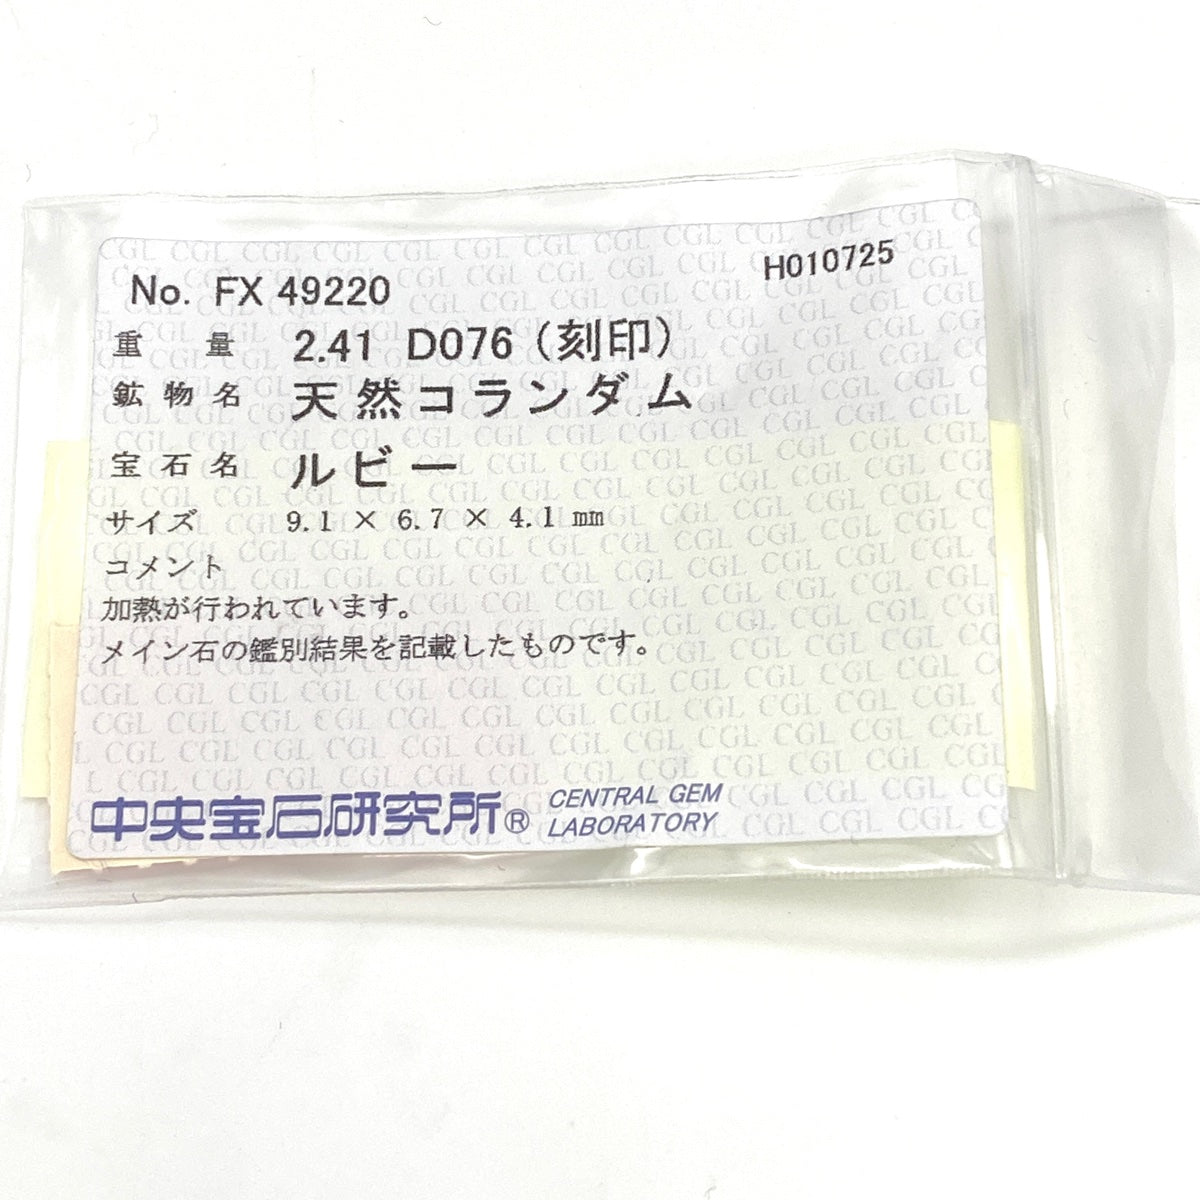 No. FX 49220
H010725
重量 2.41 D076（刻印）
鉱物名 天然コランダム
宝石名 ルビー
サイズ 9.1 × 6.7 × 4.1 ㎜
コメント
加熱が行われています。
メイン石の鑑別結果を記載したものです。
中央宝石研究所® CENTRAL GEM
LABORATORY